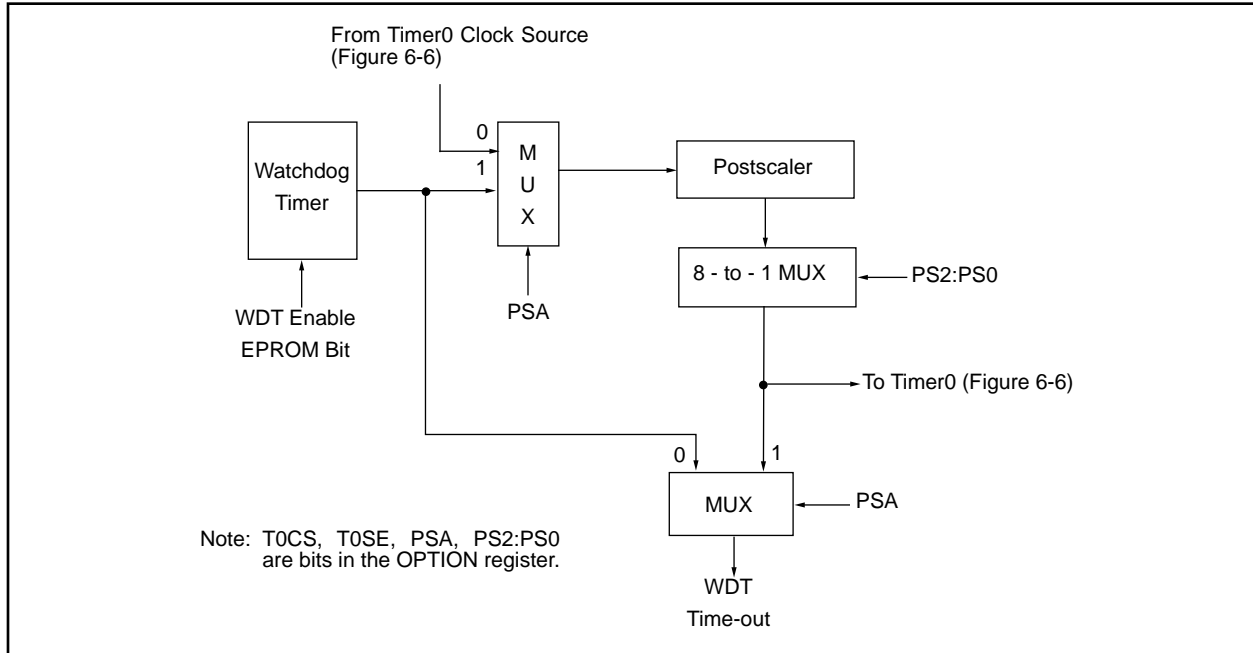 From Timer0 Clock Source
(Figure 6-6)
0
1
M
U
X
Watchdog
Timer
Postscaler
8 - to - 1 MUX
PS2:PS0
PSA
WDT Enable
EPROM Bit
To Timer0 (Figure 6-6)
0
1
MUX
PSA
Note: T0CS, T0SE, PSA, PS2:PS0
are bits in the OPTION register.
WDT
Time-out